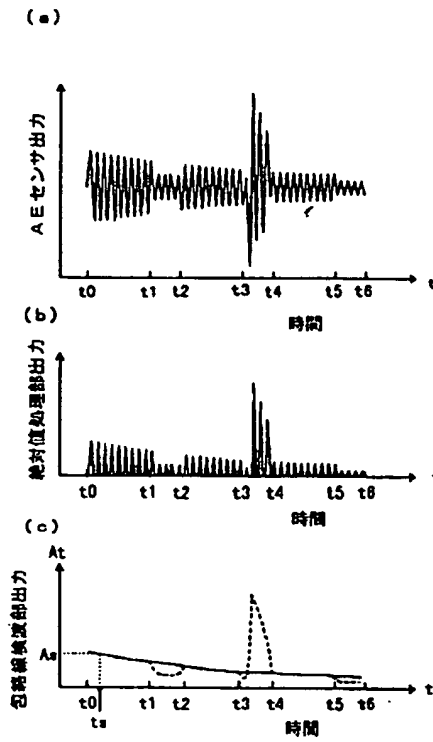 (a)
AEセンサ出力
t0 t1 t2 t3 t4 t5 t6 t
時間
(b)
絶対値処理部出力
t0 t1 t2 t3 t4 t5 t6 t
時間
(c)
At
包絡線検波部出力
As
ts
t1 t2 t3 t4 t5 t6 t
時間